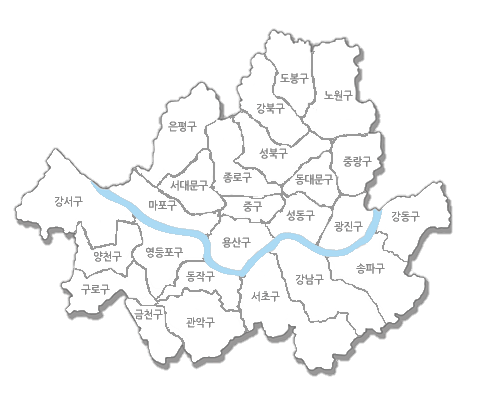 도봉구
노원구
강북구
은평구
성북구
중랑구
종로구
동대문구
서대문구
강서구
마포구
중구
성동구
강동구
광진구
용산구
양천구
영등포구
송파구
동작구
강남구
구로구
서초구
금천구
관악구